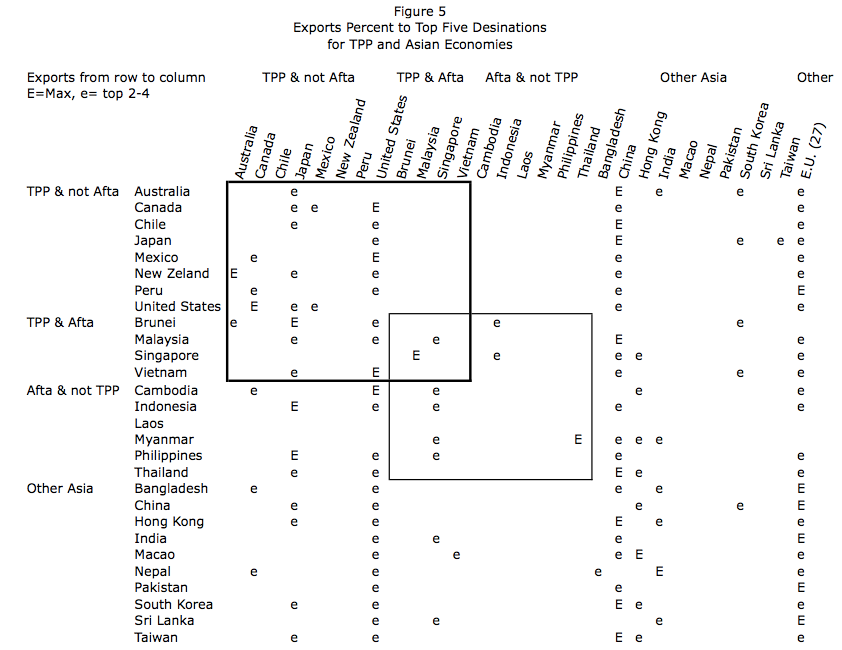 Figure 5
Exports Percent to Top Five Desinations
for TPP and Asian Economies
Exports from row to column TPP & not Afta TPP & Afta Afta & not TPP Other Asia Other
E=Max, e= top 2-4
Australia
Canada
Chile
Japan
Mexico
New Zealand
Peru
United States
Brunei
Malaysia
Singapore
Vietnam
Cambodia
Indonesia
Laos
Myanmar
Philippines
Thailand
Bangladesh
China
Hong Kong
India
Macao
Nepal
Pakistan
South Korea
Sri Lanka
Taiwan
E.U. (27)
TPP & not Afta Australia e E e e e
Canada e e E e e
Chile e e E e
Japan e E e e e
Mexico e E e e
New Zeland E e e e e
Peru e e e E
United States E e e e e
TPP & Afta Brunei e E e e e
Malaysia e e e E e
Singapore E e e e e
Vietnam e E e e e
Afta & not TPP Cambodia e E e e e
Indonesia E e e e e
Laos
Myanmar e E e e e
Philippines E e e e e
Thailand e e E e e
Other Asia Bangladesh e e e e E
China e e e e E
Hong Kong e e E e e
India e e e E
Macao e e e E e
Nepal e e e E e
Pakistan e e E
South Korea e e E e e
Sri Lanka e e e E
Taiwan e e E e e